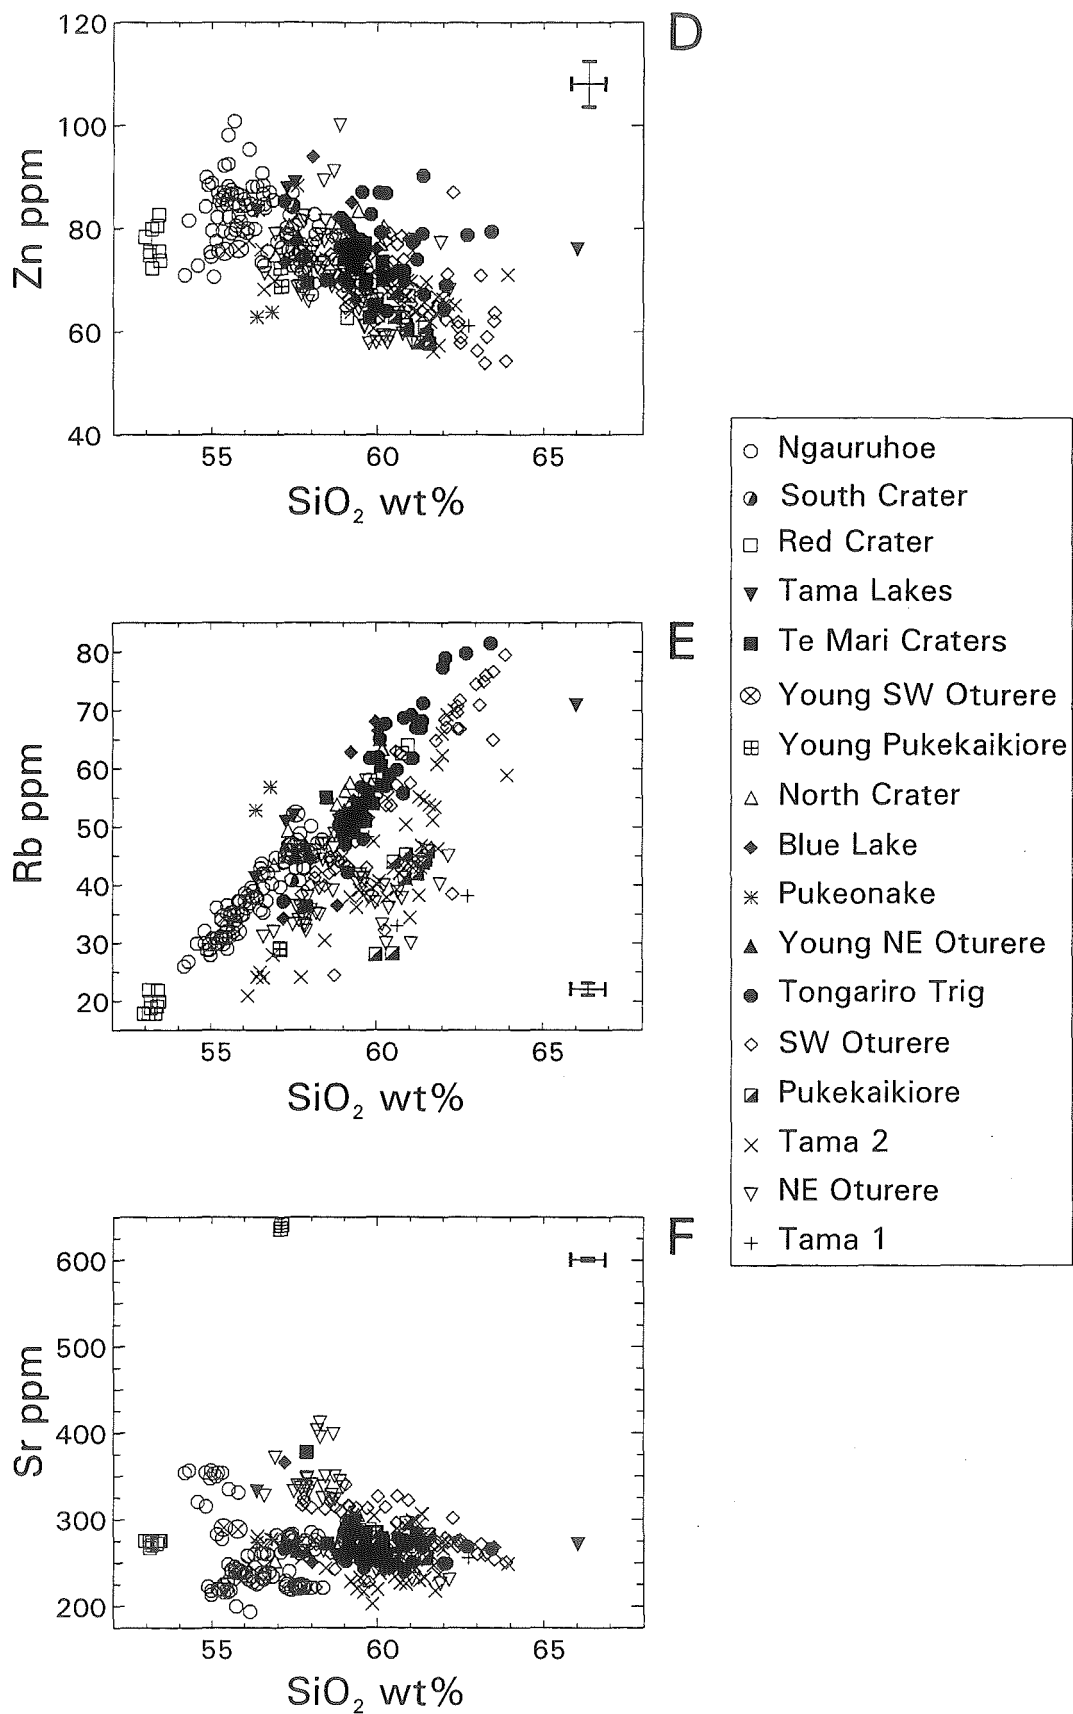 D
120
100
80
60
40
Zn ppm
55 60 65
SiO2 wt%
E
80
70
60
50
40
30
20
Rb ppm
55 60 65
SiO2 wt%
F
600
500
400
300
200
Sr ppm
55 60 65
SiO2 wt%
Ngauruhoe
South Crater
Red Crater
Tama Lakes
Te Mari Craters
Young SW Oturere
Young Pukekaikiore
North Crater
Blue Lake
Pukeonake
Young NE Oturere
Tongariro Trig
SW Oturere
Pukekaikiore
Tama 2
NE Oturere
Tama 1